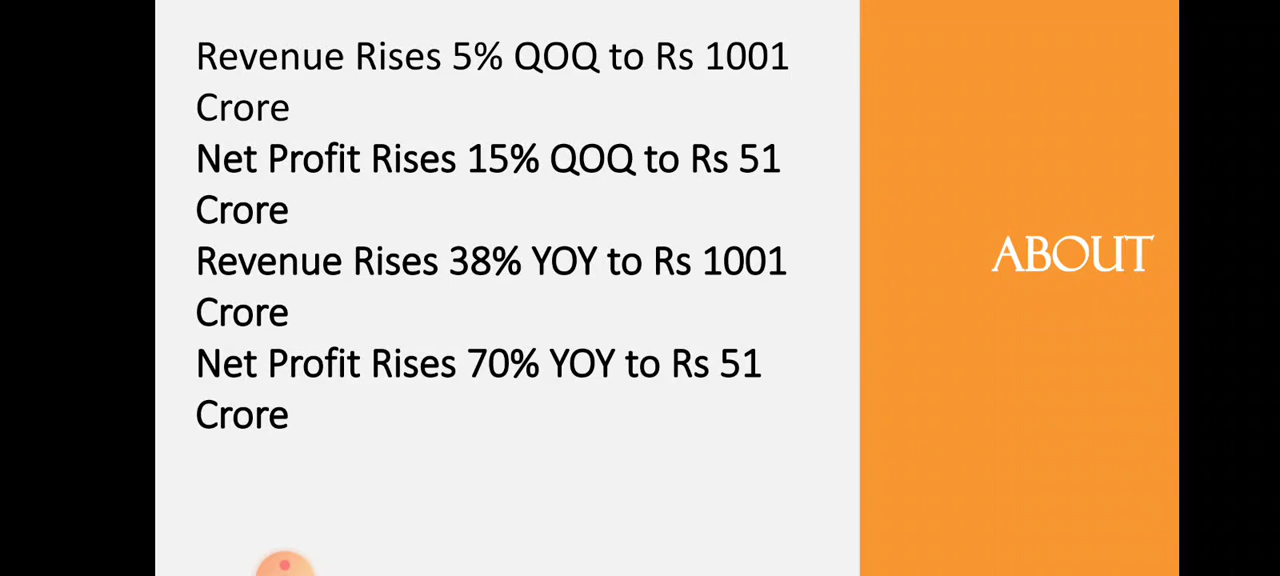 Revenue Rises 5% QOQ to Rs 1001
Crore
Net Profit Rises 15% QOQ to Rs 51
Crore
Revenue Rises 38% YOY to Rs 1001
Crore
Net Profit Rises 70% YOY to Rs 51
Crore
ABOUT